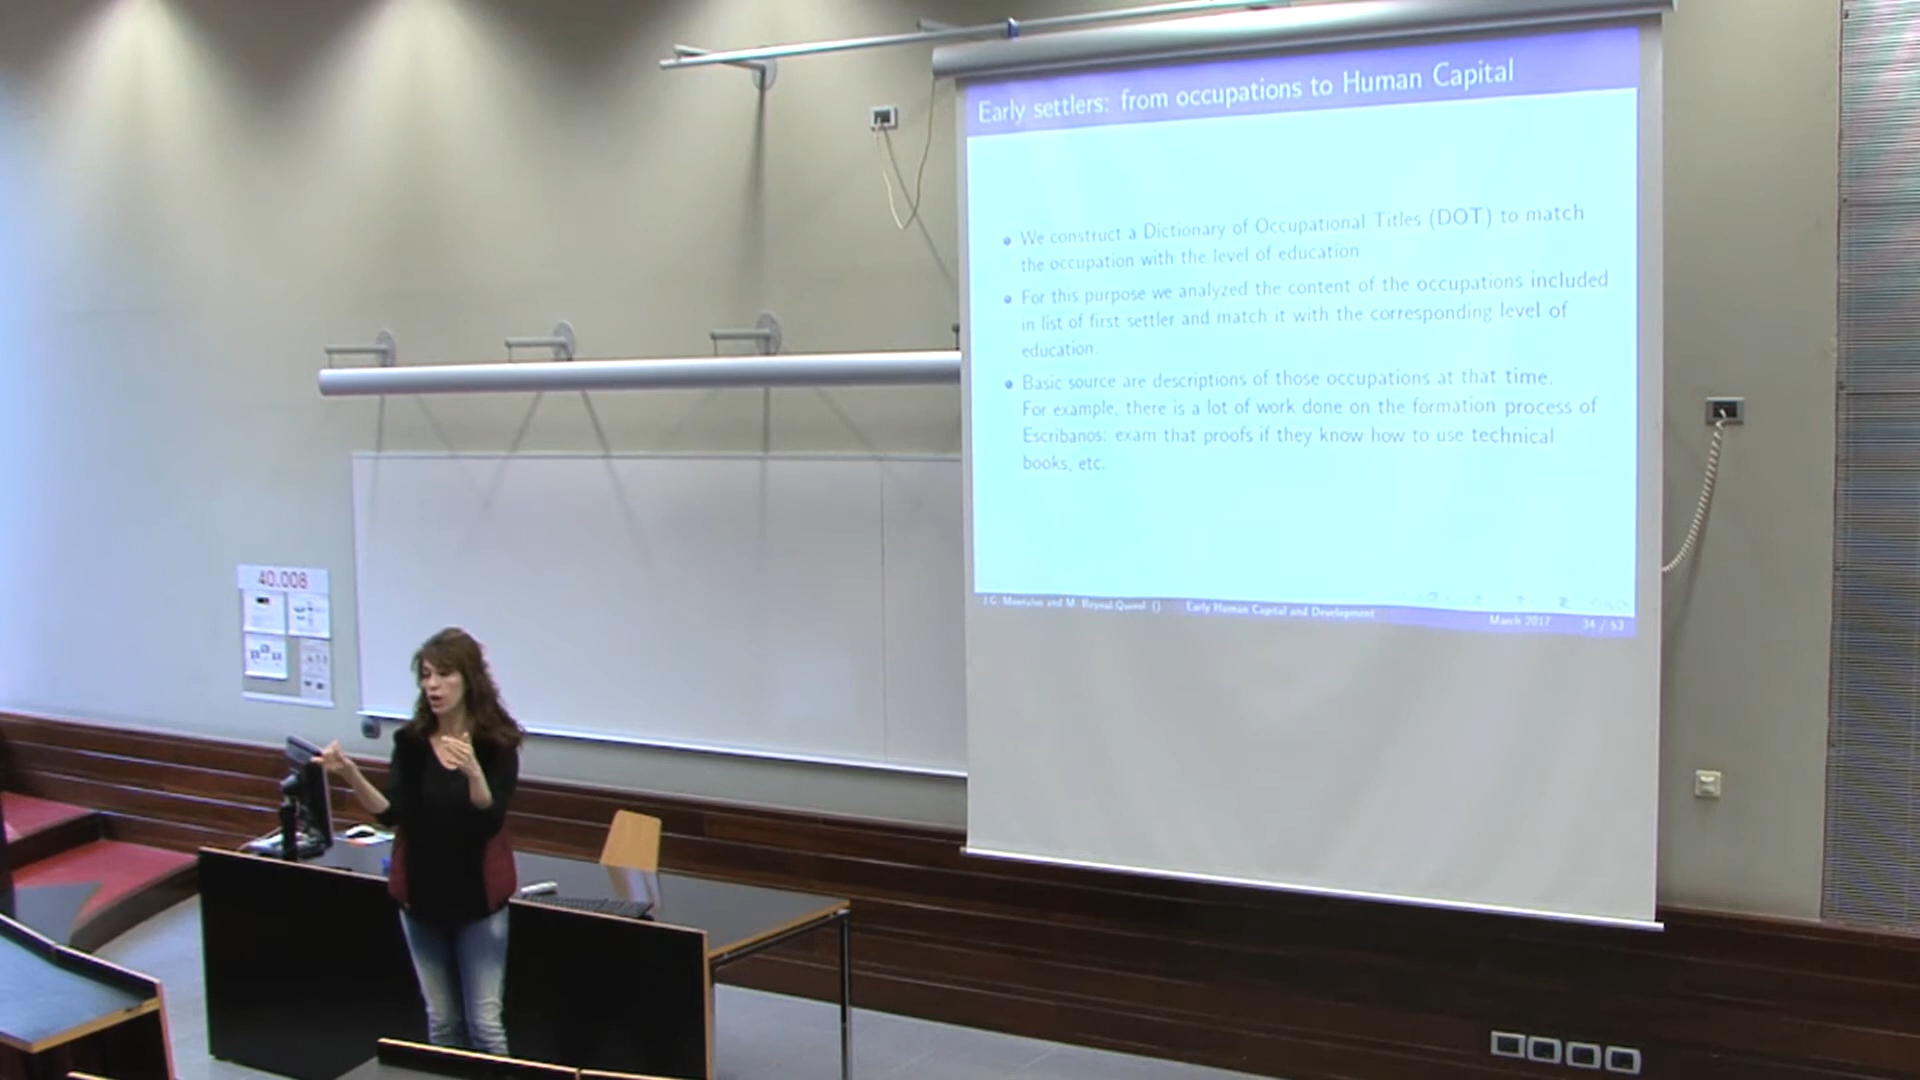 40.008
Early settlers: from occupations to Human Capital
We construct a Dictionary of Occupational Titles (DOT) to match
the occupation with the level of education.
For this purpose we analyzed the content of the occupations included
in list of first settler and match it with the corresponding level of
education.
Basic source are descriptions of those occupations at that time.
For example, there is a lot of work done on the formation process of
Escribanos: exam that proofs if they know how to use technical
books, etc.
J.G. Montalvo and M. Reynal-Querol () Early Human Capital and Development March 2017 34 / 53